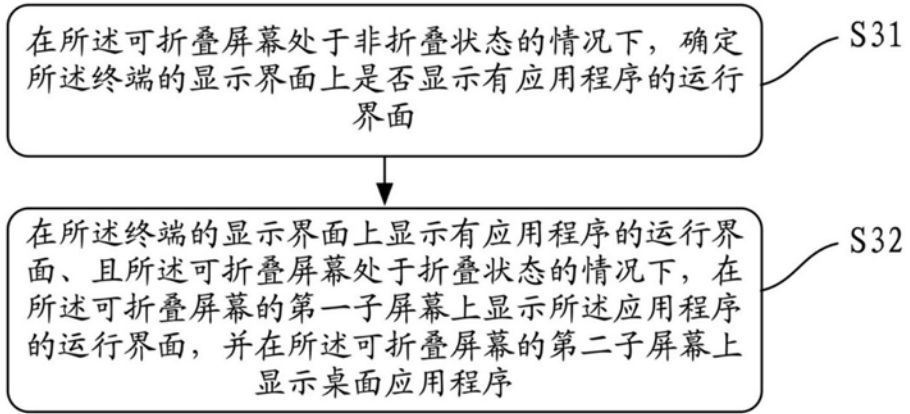 在所述可折叠屏幕处于非折叠状态的情况下，确定
所述终端的显示界面上是否显示有应用程序的运行
界面
S31
在所述终端的显示界面上显示有应用程序的运行界
面、且所述可折叠屏幕处于折叠状态的情况下，在
所述可折叠屏幕的第一子屏幕上显示所述应用程序
的运行界面，并在所述可折叠屏幕的第二子屏幕上
显示桌面应用程序
S32